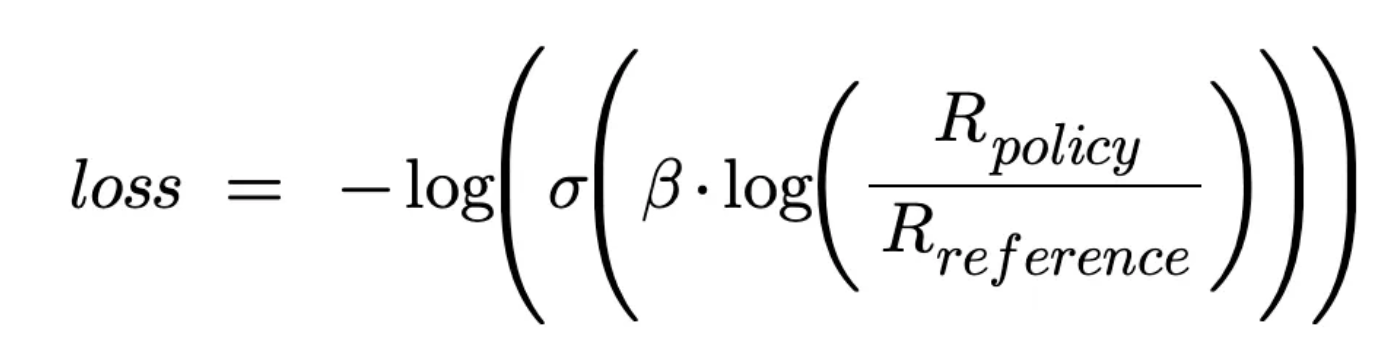 loss = − log(σ(β · log(R_policy / R_reference)))